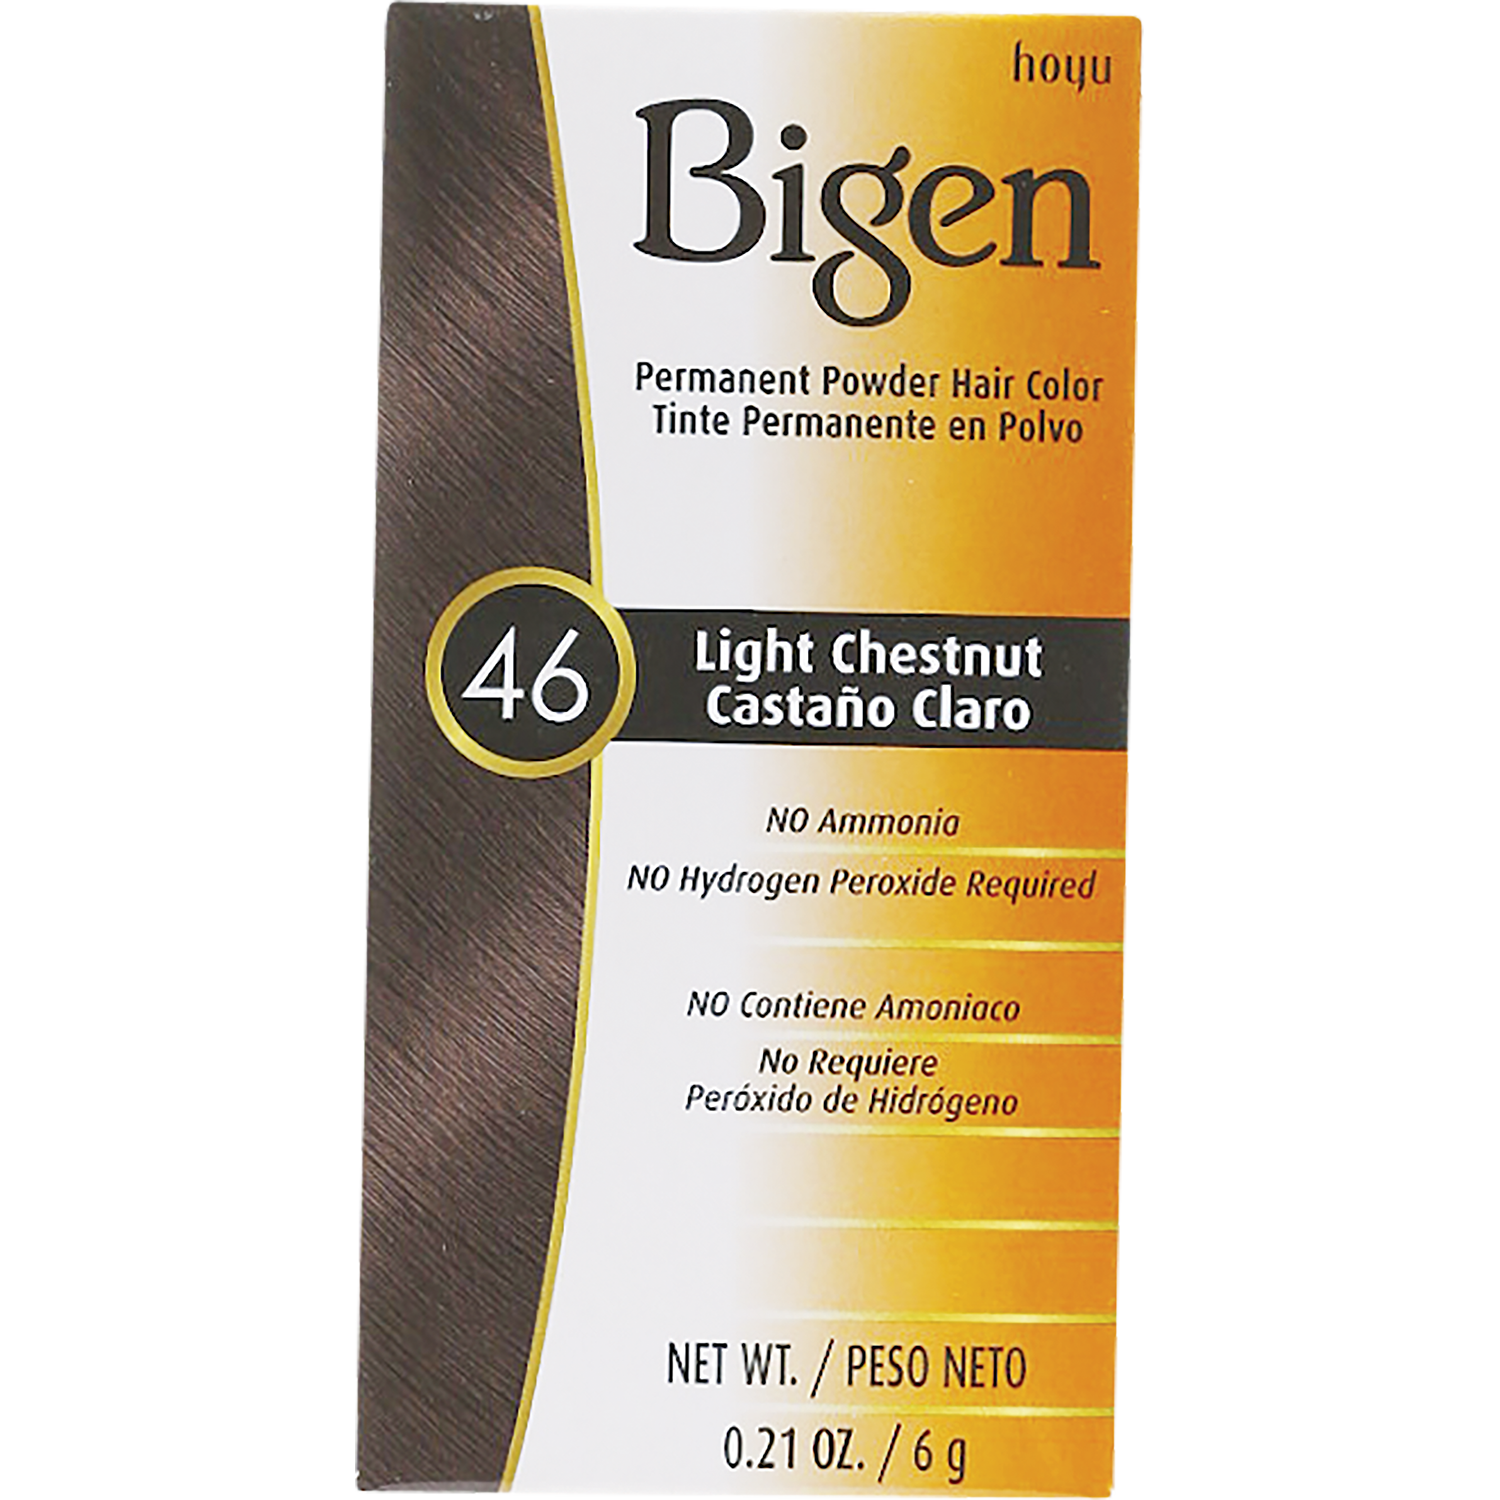 hoyu
Bigen
Permanent Powder Hair Color
Tinte Permanente en Polvo
46
Light Chestnut
Castaño Claro
NO Ammonia
NO Hydrogen Peroxide Required
NO Contiene Amoniaco
No Requiere
Peróxido de Hidrógeno
NET WT. / PESO NETO
0.21 OZ. / 6 g